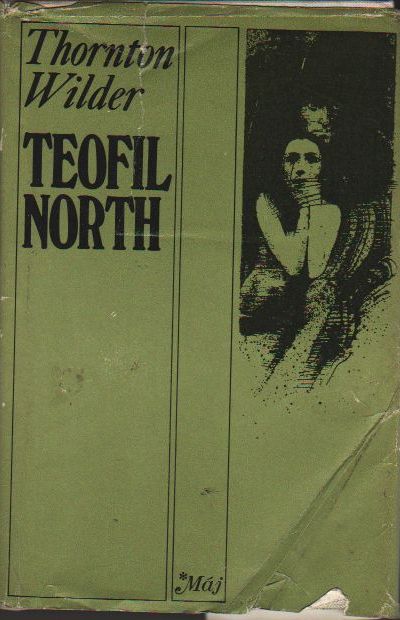 Thornton
Wilder
TEOFIL
NORTH
*Máj